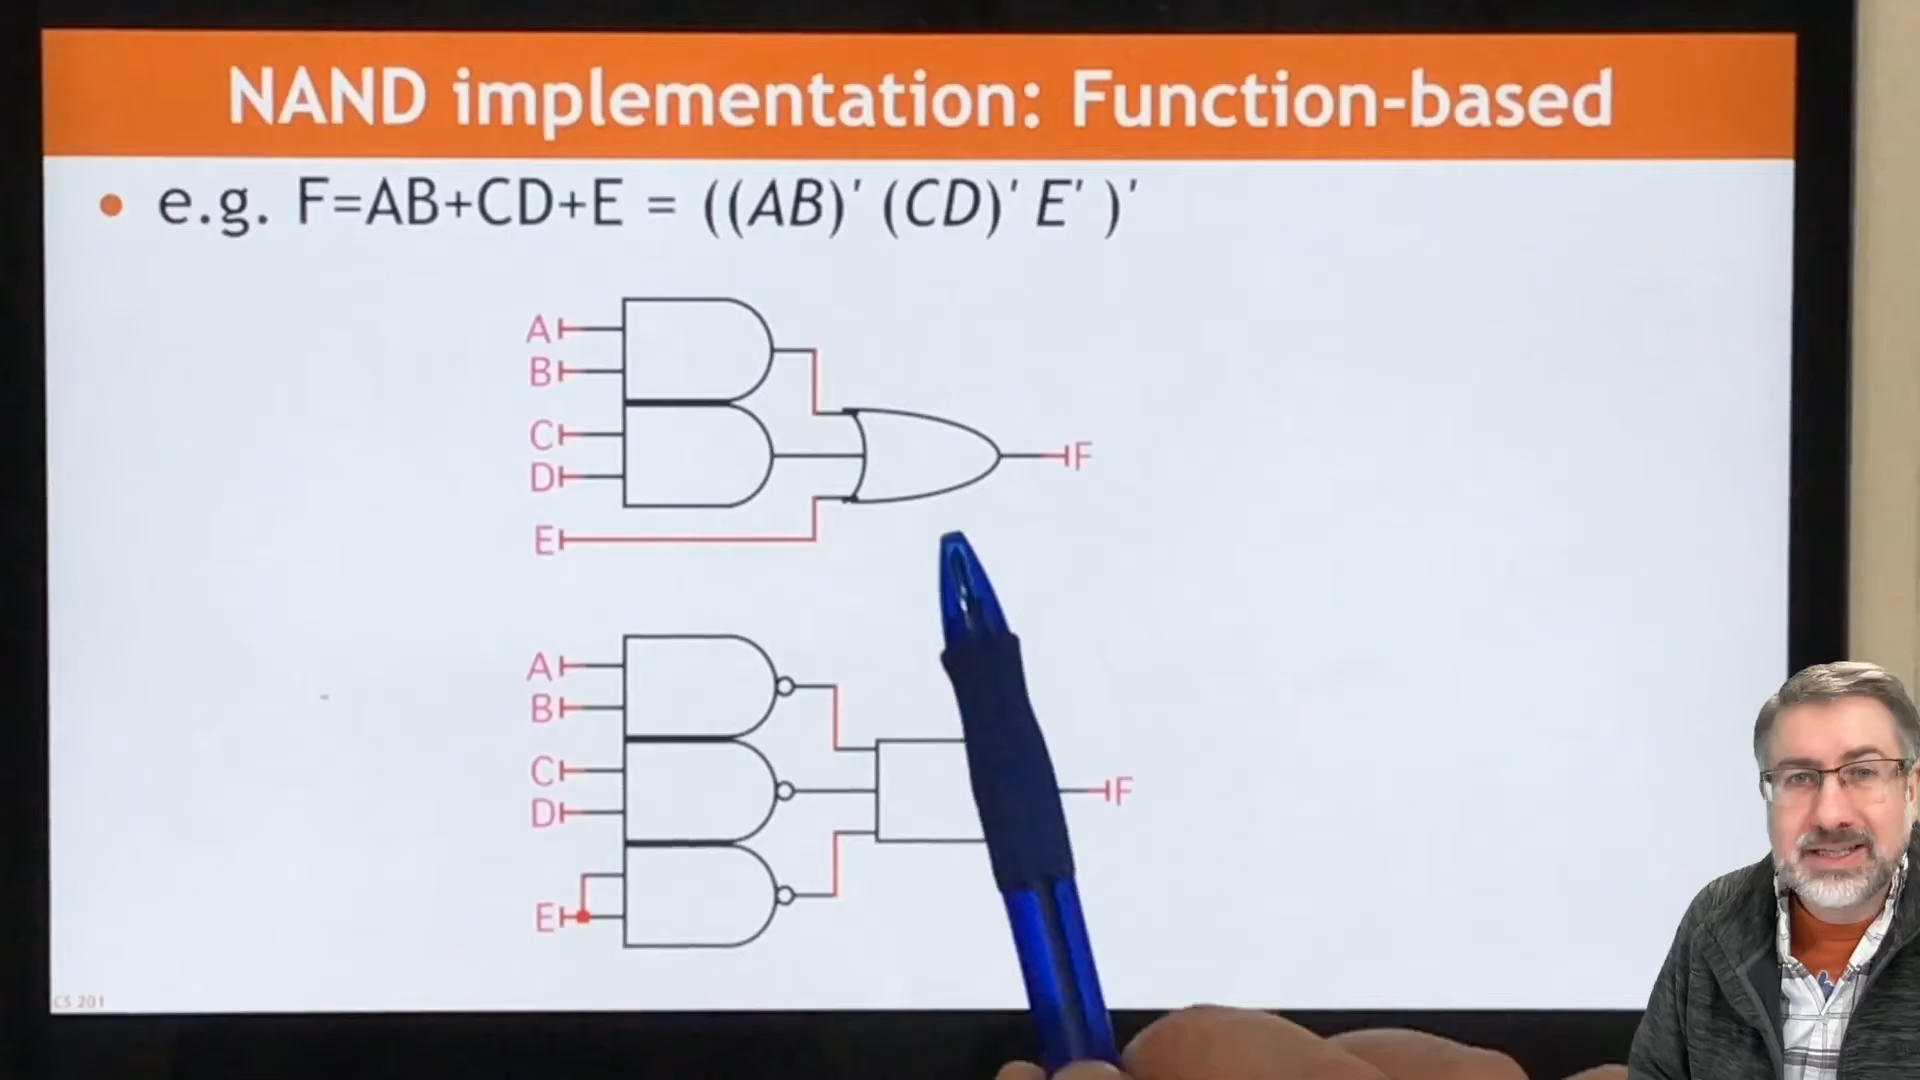 NAND implementation: Function-based
• e.g. F=AB+CD+E = ((AB)' (CD)' E' )'
A
B
C
D
E
F
A
B
C
D
E
F
CS 201